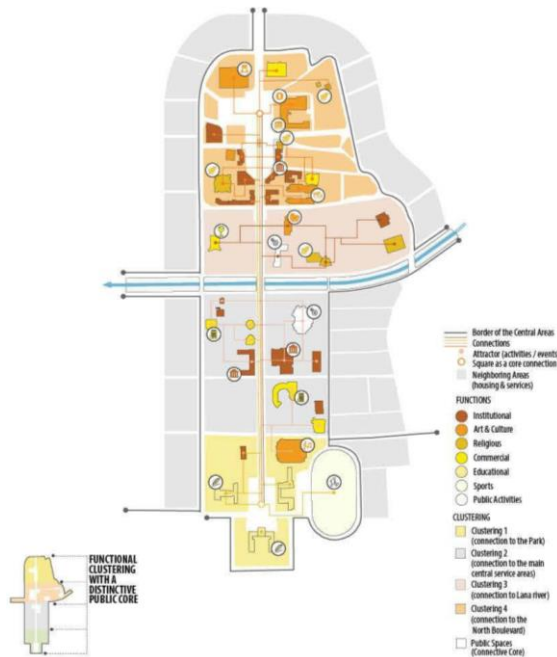 Border of the Central Areas
Connections
Attractor (activities / events)
Square as a core connection
Neighboring Areas
(housing & services)
FUNCTIONS
Institutional
Art & Culture
Religious
Commercial
Educational
Sports
Public Activities
CLUSTERING
Clustering 1
(connection to the Park)
Clustering 2
(connection to the main
central service areas)
Clustering 3
(connection to Lana river)
Clustering 4
(connection to the
North Boulevard)
Public Spaces
(Connective Core)
FUNCTIONAL
CLUSTERING
WITH A
DISTINCTIVE
PUBLIC CORE